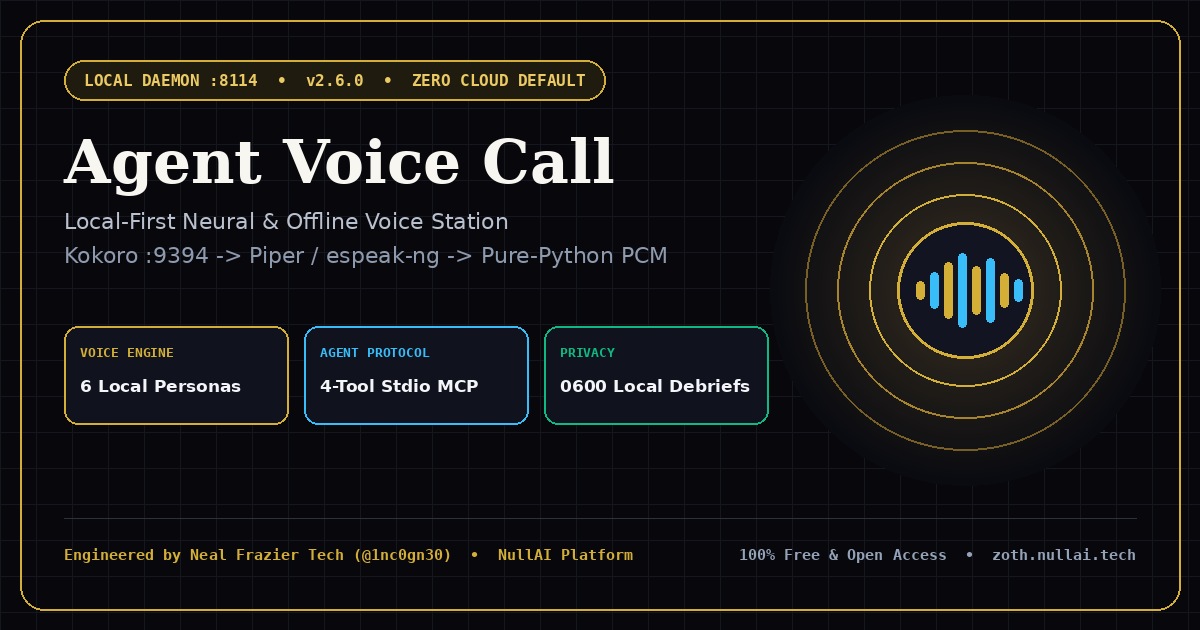 LOCAL DAEMON :8114 • v2.6.0 • ZERO CLOUD DEFAULT
Agent Voice Call
Local-First Neural & Offline Voice Station
Kokoro :9394 -> Piper / espeak-ng -> Pure-Python PCM
VOICE ENGINE
6 Local Personas
AGENT PROTOCOL
4-Tool Stdio MCP
PRIVACY
0600 Local Debriefs
Engineered by Neal Frazier Tech (@1nc0gn30) • NullAI Platform
100% Free & Open Access • zoth.nullai.tech